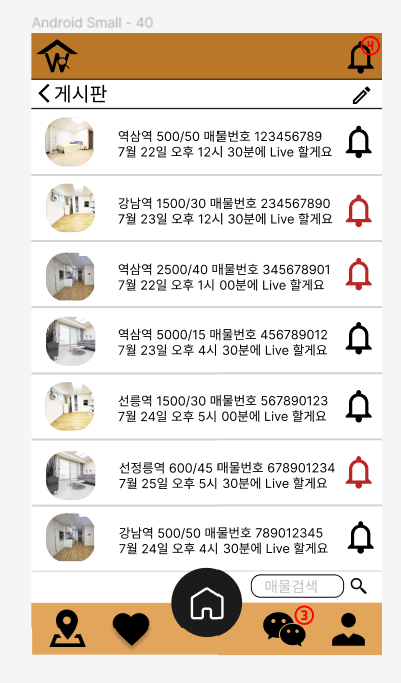 Android Small - 40
4
게시판
역삼역 500/50 매물번호 123456789
7월 22일 오후 12시 30분에 Live 할게요
강남역 1500/30 매물번호 234567890
7월 23일 오후 12시 30분에 Live 할게요
역삼역 2500/40 매물번호 345678901
7월 22일 오후 1시 00분에 Live 할게요
역삼역 5000/15 매물번호 456789012
7월 23일 오후 4시 30분에 Live 할게요
선릉역 1500/30 매물번호 567890123
7월 24일 오후 5시 00분에 Live 할게요
선정릉역 600/45 매물번호 678901234
7월 25일 오후 5시 30분에 Live 할게요
강남역 500/50 매물번호 789012345
7월 24일 오후 4시 30분에 Live 할게요
매물검색
3